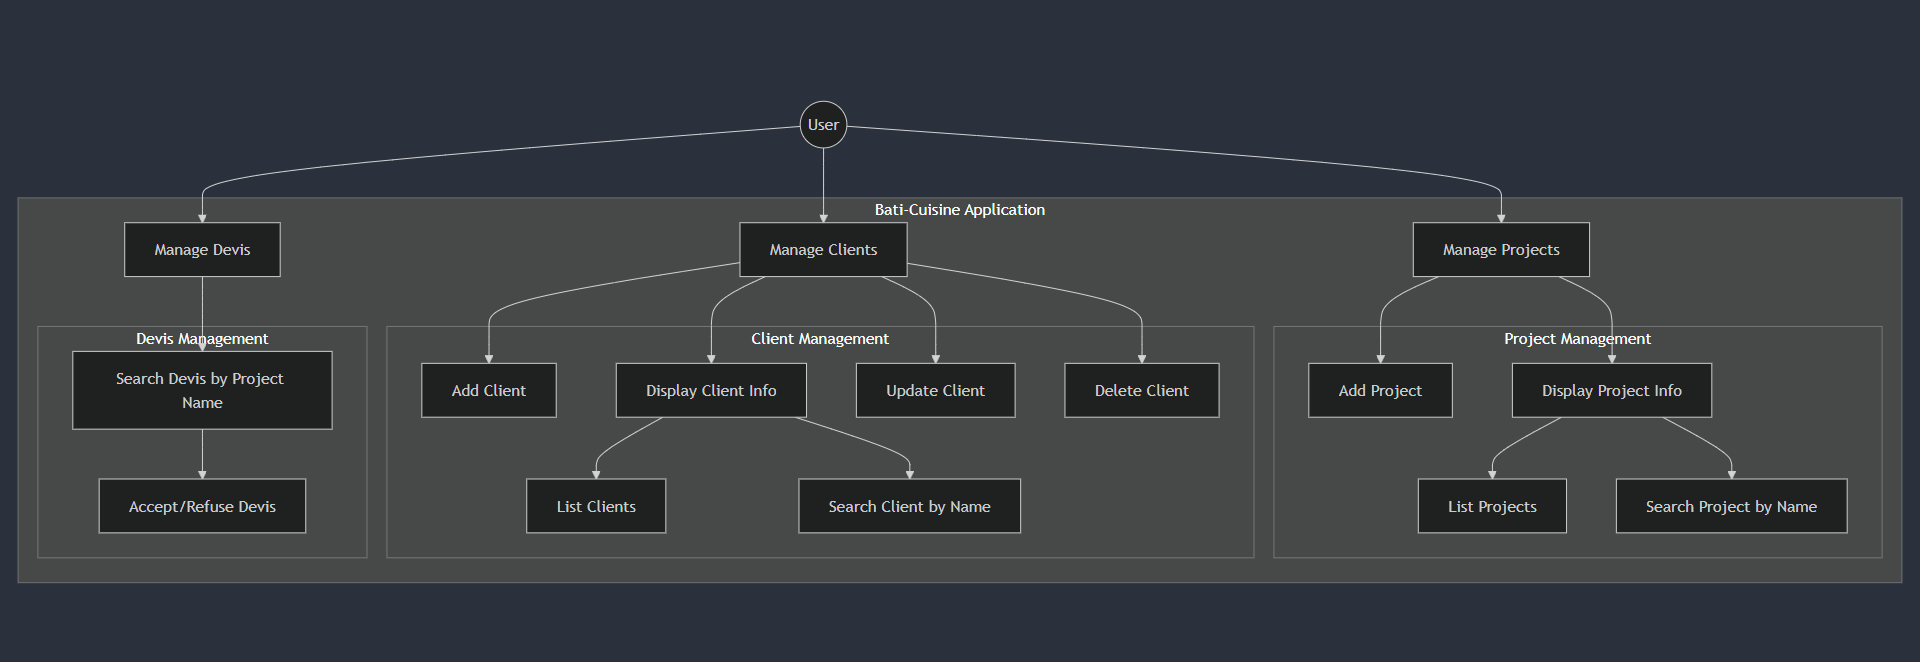 User
Bati-Cuisine Application
Manage Devis
Manage Clients
Manage Projects
Devis Management
Client Management
Project Management
Search Devis by Project
Name
Add Client
Display Client Info
Update Client
Delete Client
Add Project
Display Project Info
Accept/Refuse Devis
List Clients
Search Client by Name
List Projects
Search Project by Name